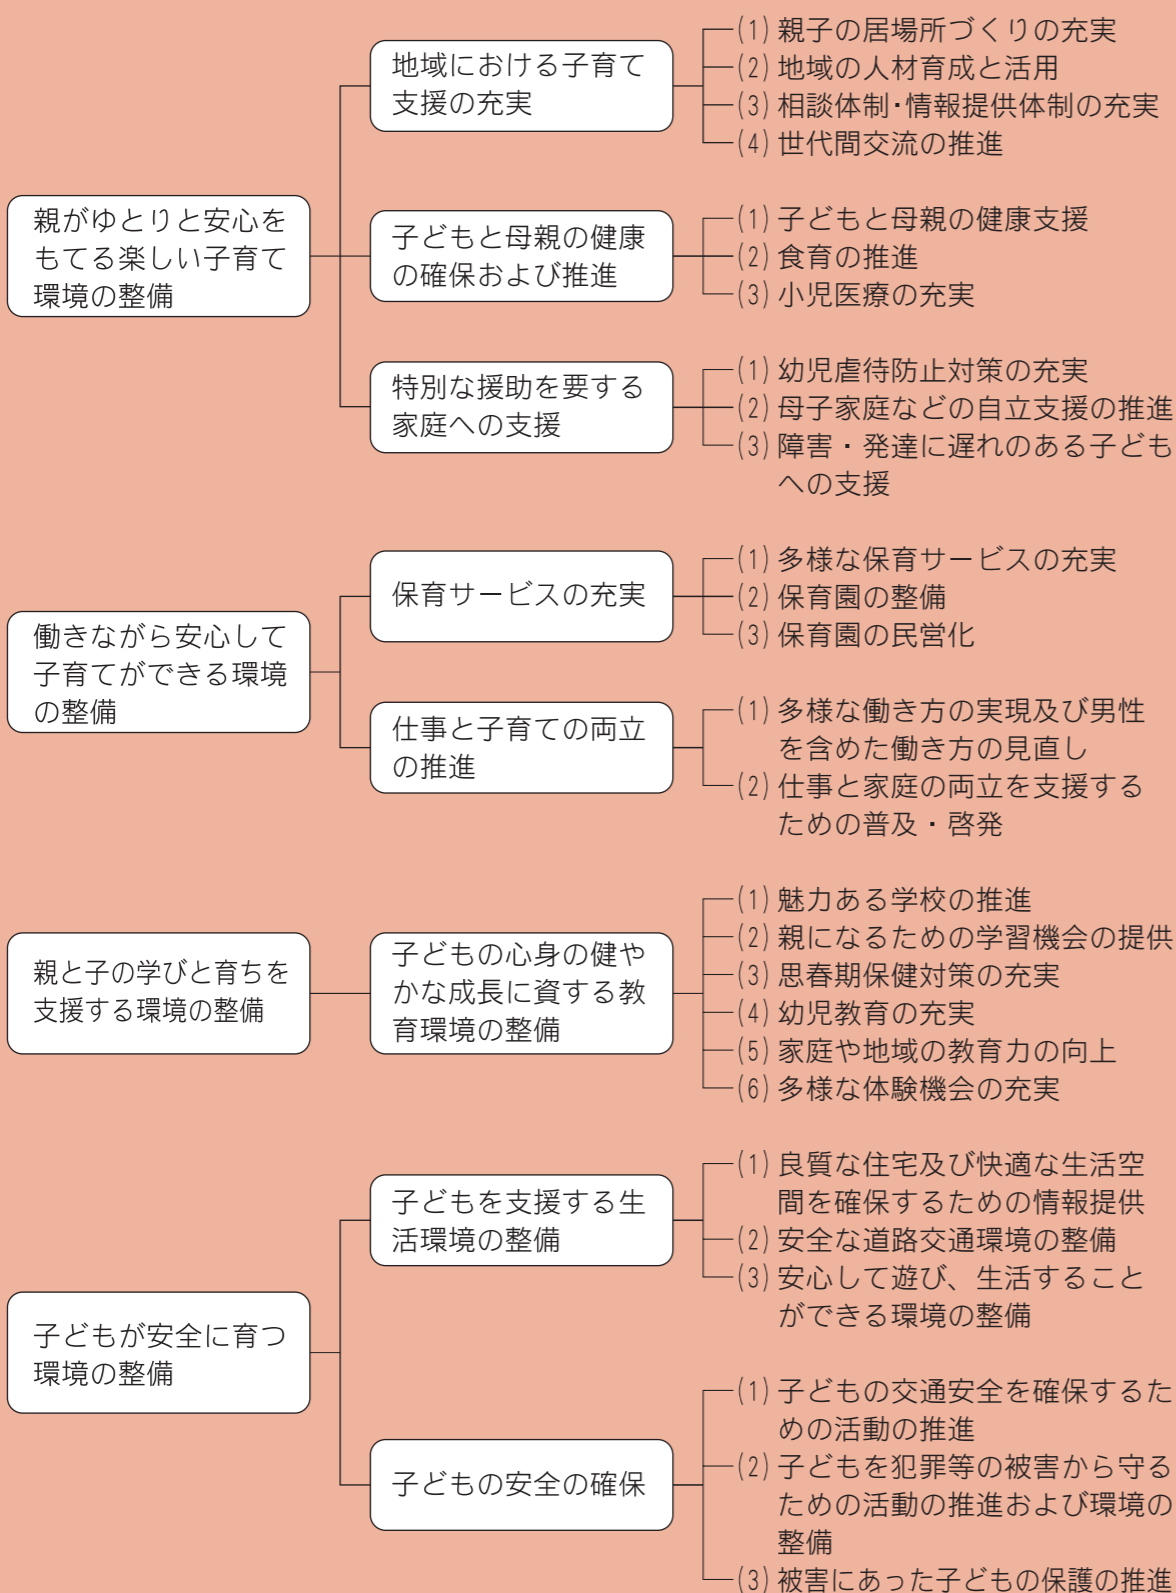 親がゆとりと安心を
もてる楽しい子育て
環境の整備
地域における子育て
支援の充実
(1) 親子の居場所づくりの充実
(2) 地域の人材育成と活用
(3) 相談体制・情報提供体制の充実
(4) 世代間交流の推進
子どもと母親の健康
の確保および推進
(1) 子どもと母親の健康支援
(2) 食育の推進
(3) 小児医療の充実
特別な援助を要する
家庭への支援
(1) 幼児虐待防止対策の充実
(2) 母子家庭などの自立支援の推進
(3) 障害・発達に遅れのある子ども
への支援
働きながら安心して
子育てができる環境
の整備
保育サービスの充実
(1) 多様な保育サービスの充実
(2) 保育園の整備
(3) 保育園の民営化
仕事と子育ての両立
の推進
(1) 多様な働き方の実現及び男性
を含めた働き方の見直し
(2) 仕事と家庭の両立を支援する
ための普及・啓発
親と子の学びと育ちを
支援する環境の整備
子どもの心身の健や
かな成長に資する教
育環境の整備
(1) 魅力ある学校の推進
(2) 親になるための学習機会の提供
(3) 思春期保健対策の充実
(4) 幼児教育の充実
(5) 家庭や地域の教育力の向上
(6) 多様な体験機会の充実
子どもが安全に育つ
環境の整備
子どもを支援する生
活環境の整備
(1) 良質な住宅及び快適な生活空
間を確保するための情報提供
(2) 安全な道路交通環境の整備
(3) 安心して遊び、生活すること
ができる環境の整備
子どもの安全の確保
(1) 子どもの交通安全を確保するた
めの活動の推進
(2) 子どもを犯罪等の被害から守る
ための活動の推進および環境の
整備
(3) 被害にあった子どもの保護の推進